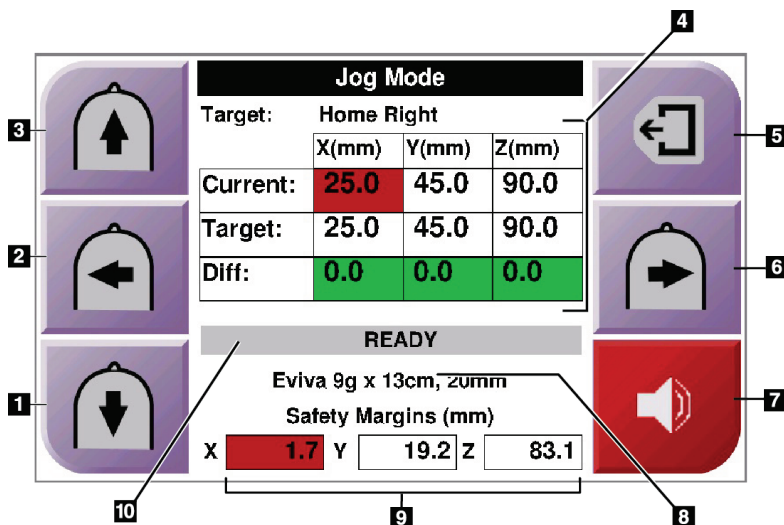 4
Jog Mode
Target: Home Right
X(mm) Y(mm) Z(mm)
Current: 25.0 45.0 90.0
Target: 25.0 45.0 90.0
Diff: 0.0 0.0 0.0
READY
Eviva 9g x 13cm, 20mm
Safety Margins (mm)
X 1.7 Y 19.2 Z 83.1
3
2
1
5
6
7
10
9
8